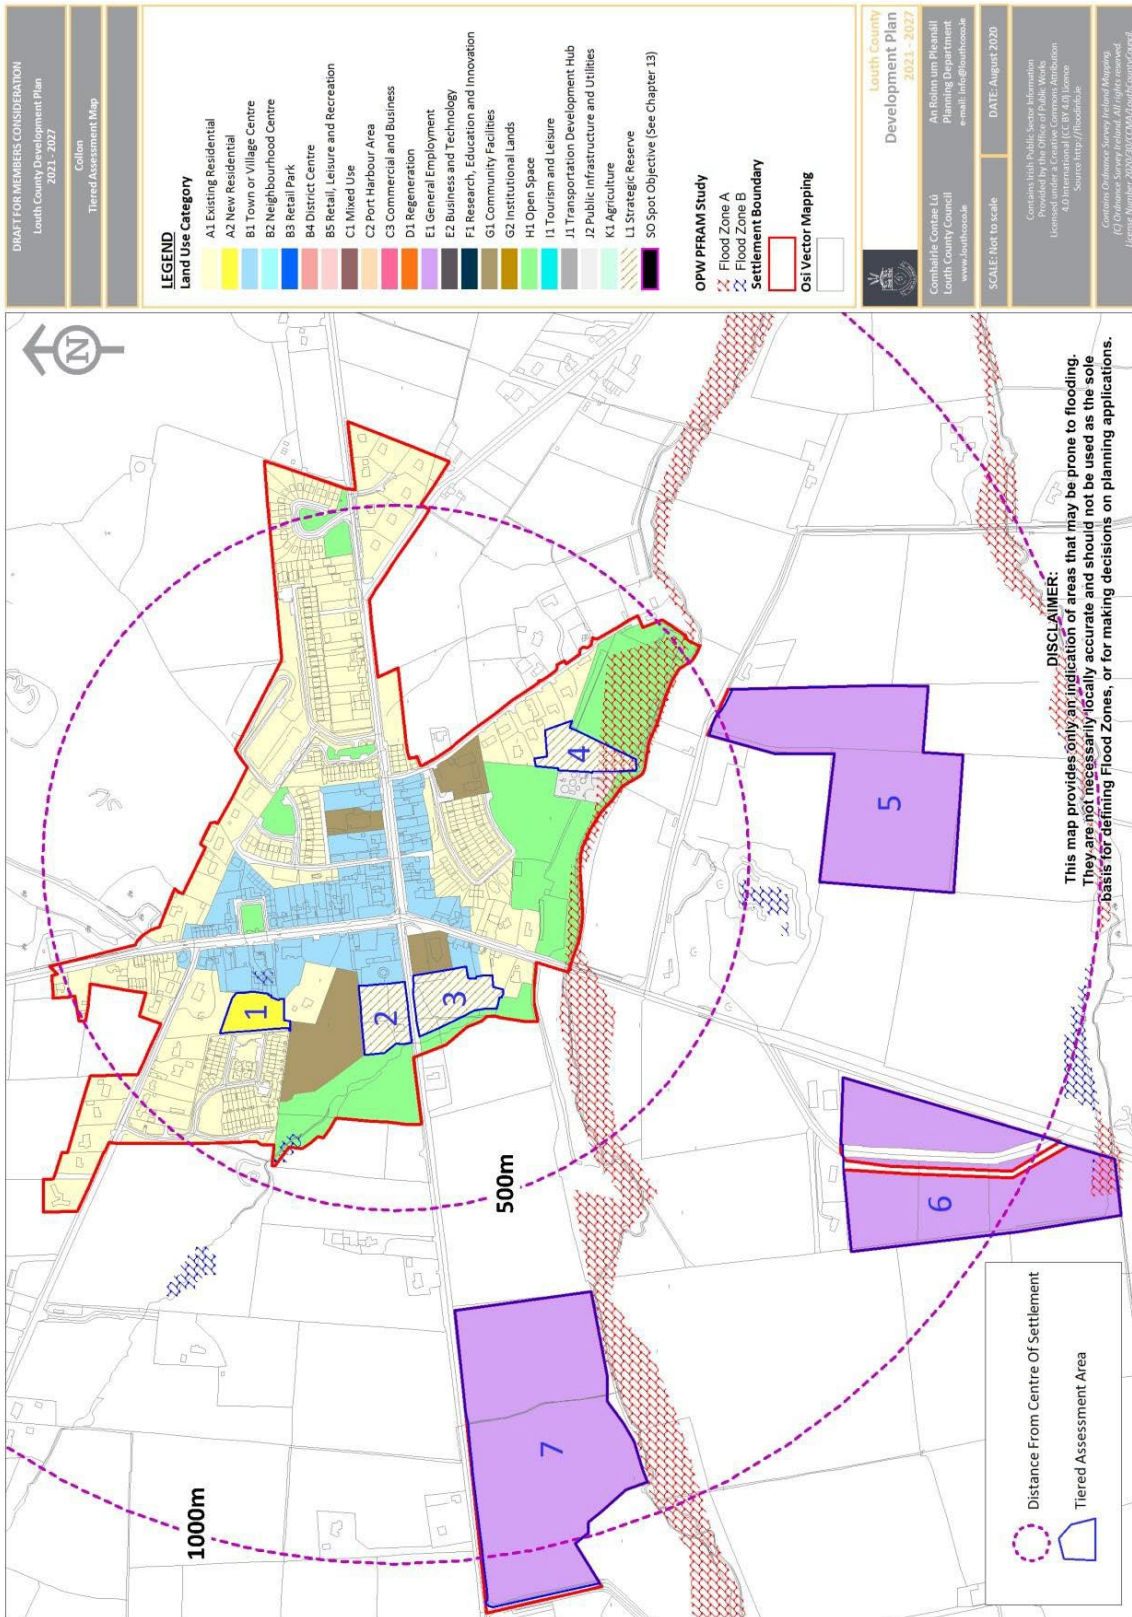 DRAFT FOR MEMBERS CONSIDERATION
Louth County Development Plan
2021 - 2027
Collon
Tiered Assessment Map
LEGEND
Land Use Category
A1 Existing Residential
A2 New Residential
B1 Town or Village Centre
B2 Neighbourhood Centre
B3 Retail Park
B4 District Centre
B5 Retail, Leisure and Recreation
C1 Mixed Use
C2 Port Harbour Area
C3 Commercial and Business
D1 Regeneration
E1 General Employment
E2 Business and Technology
F1 Research, Education and Innovation
G1 Community Facilities
G2 Institutional Lands
H1 Open Space
I1 Tourism and Leisure
J1 Transportation Development Hub
J2 Public Infrastructure and Utilities
K1 Agriculture
L1 Strategic Reserve
SO Spot Objective (See Chapter 13)
OPW PFRAM Study
Flood Zone A
Flood Zone B
Settlement Boundary
Osi Vector Mapping
Louth County
Development Plan
2021 - 2027
Comhairle Contae Lú
Louth County Council
www.louthcoco.ie
An Roinn um Pleanáil
Planning Department
e-mail: info@louthcoco.ie
SCALE: Not to scale
DATE: August 2020
Contains Irish Public Sector Information
Provided by the Office of Public Works
Licensed under a Creative Commons Attribution
4.0 International (CC BY 4.0) licence
Source http://floodinfo.ie
Contains Ordnance Survey Ireland Mapping.
(C) Ordnance Survey Ireland. All rights reserved.
License Number 2020/30/CCMA/LouthCountyCouncil
N
1
2
3
4
5
6
7
500m
1000m
DISCLAIMER:
This map provides only an indication of areas that may be prone to flooding.
They are not necessarily locally accurate and should not be used as the sole
basis for defining Flood Zones, or for making decisions on planning applications.
Distance From Centre Of Settlement
Tiered Assessment Area